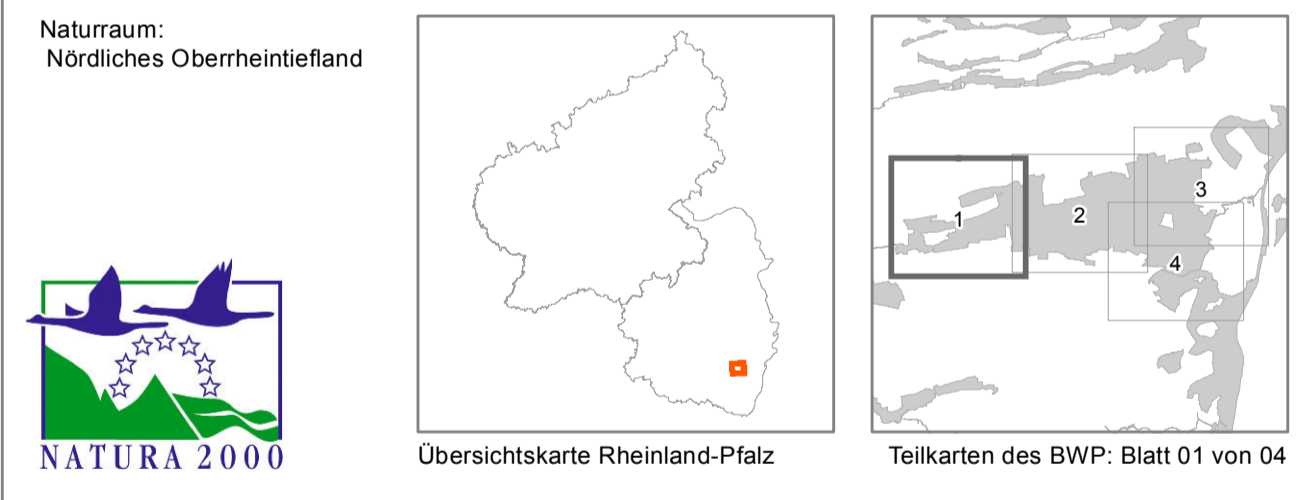 Naturraum:
Nördliches Oberrheintiefland
NATURA 2000
Übersichtskarte Rheinland-Pfalz
1
2
3
4
Teilkarten des BWP: Blatt 01 von 04